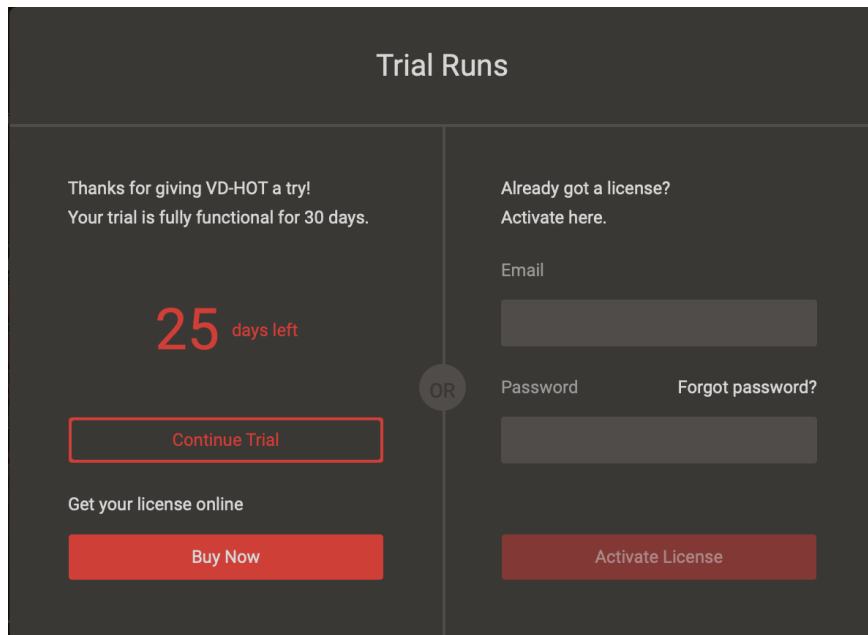 Trial Runs
Thanks for giving VD-HOT a try!
Your trial is fully functional for 30 days.
25 days left
Continue Trial
Get your license online
Buy Now
OR
Already got a license?
Activate here.
Email
Password
Forgot password?
Activate License